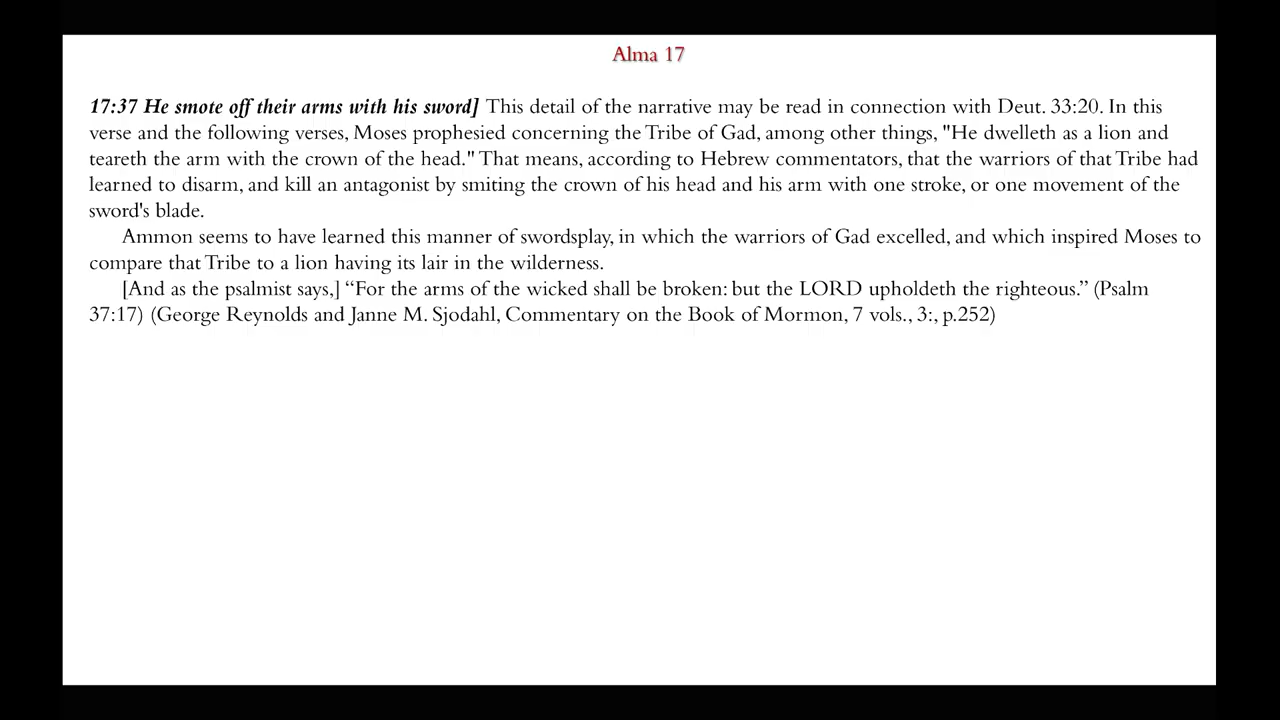 Alma 17
17:37 He smote off their arms with his sword] This detail of the narrative may be read in connection with Deut. 33:20. In this
verse and the following verses, Moses prophesied concerning the Tribe of Gad, among other things, "He dwelleth as a lion and
teareth the arm with the crown of the head." That means, according to Hebrew commentators, that the warriors of that Tribe had
learned to disarm, and kill an antagonist by smiting the crown of his head and his arm with one stroke, or one movement of the
sword's blade.
Ammon seems to have learned this manner of swordsplay, in which the warriors of Gad excelled, and which inspired Moses to
compare that Tribe to a lion having its lair in the wilderness.
[And as the psalmist says,] “For the arms of the wicked shall be broken: but the LORD upholdeth the righteous.” (Psalm
37:17) (George Reynolds and Janne M. Sjodahl, Commentary on the Book of Mormon, 7 vols., 3:, p.252)